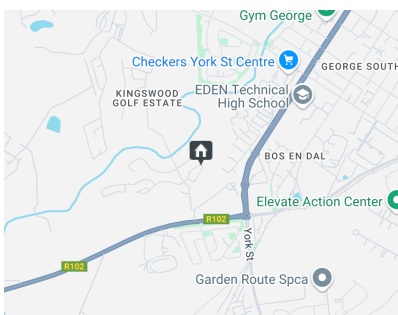 Gym George
Checkers York St Centre
GEORGE SOUTH
EDEN Technical
High School
KINGSWOOD
GOLF ESTATE
BOS EN DAL
Elevate Action Center
R102
York St
R102
Garden Route Spca